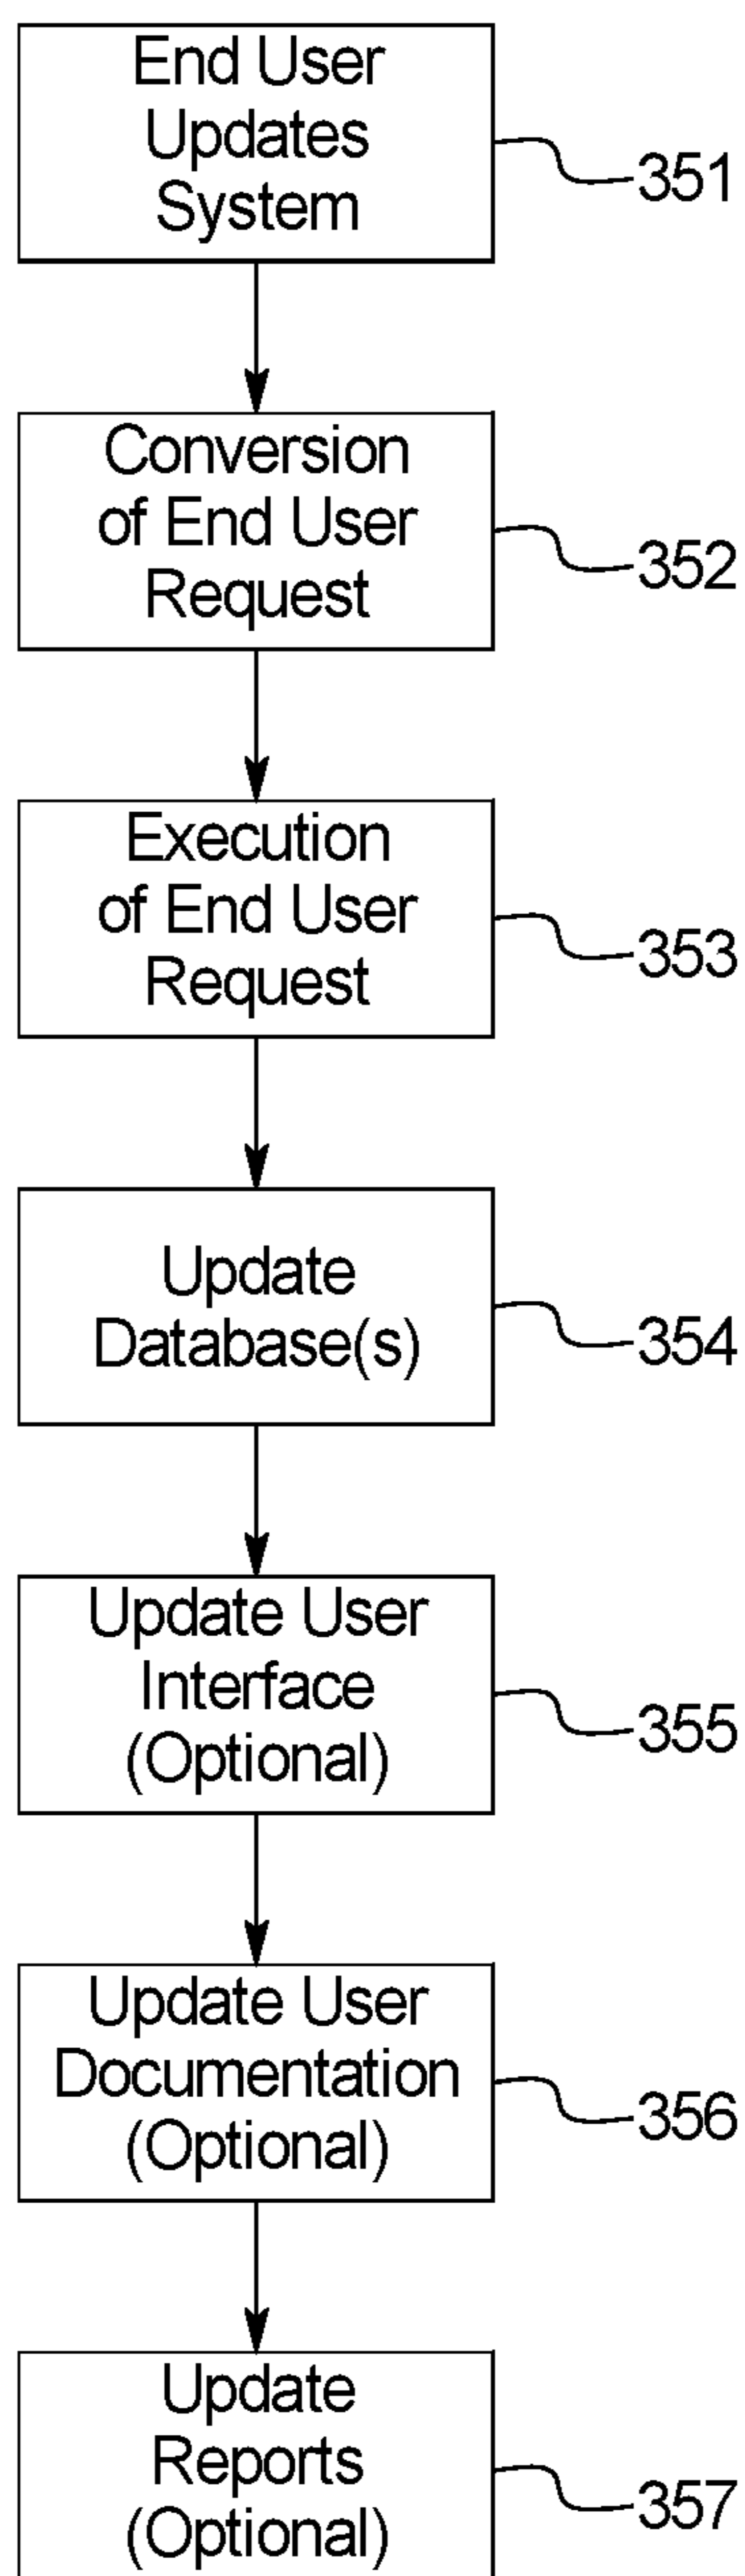 End User
Updates
System
351
Conversion
of End User
Request
352
Execution
of End User
Request
353
Update
Database(s)
354
Update User
Interface
(Optional)
355
Update User
Documentation
(Optional)
356
Update
Reports
(Optional)
357